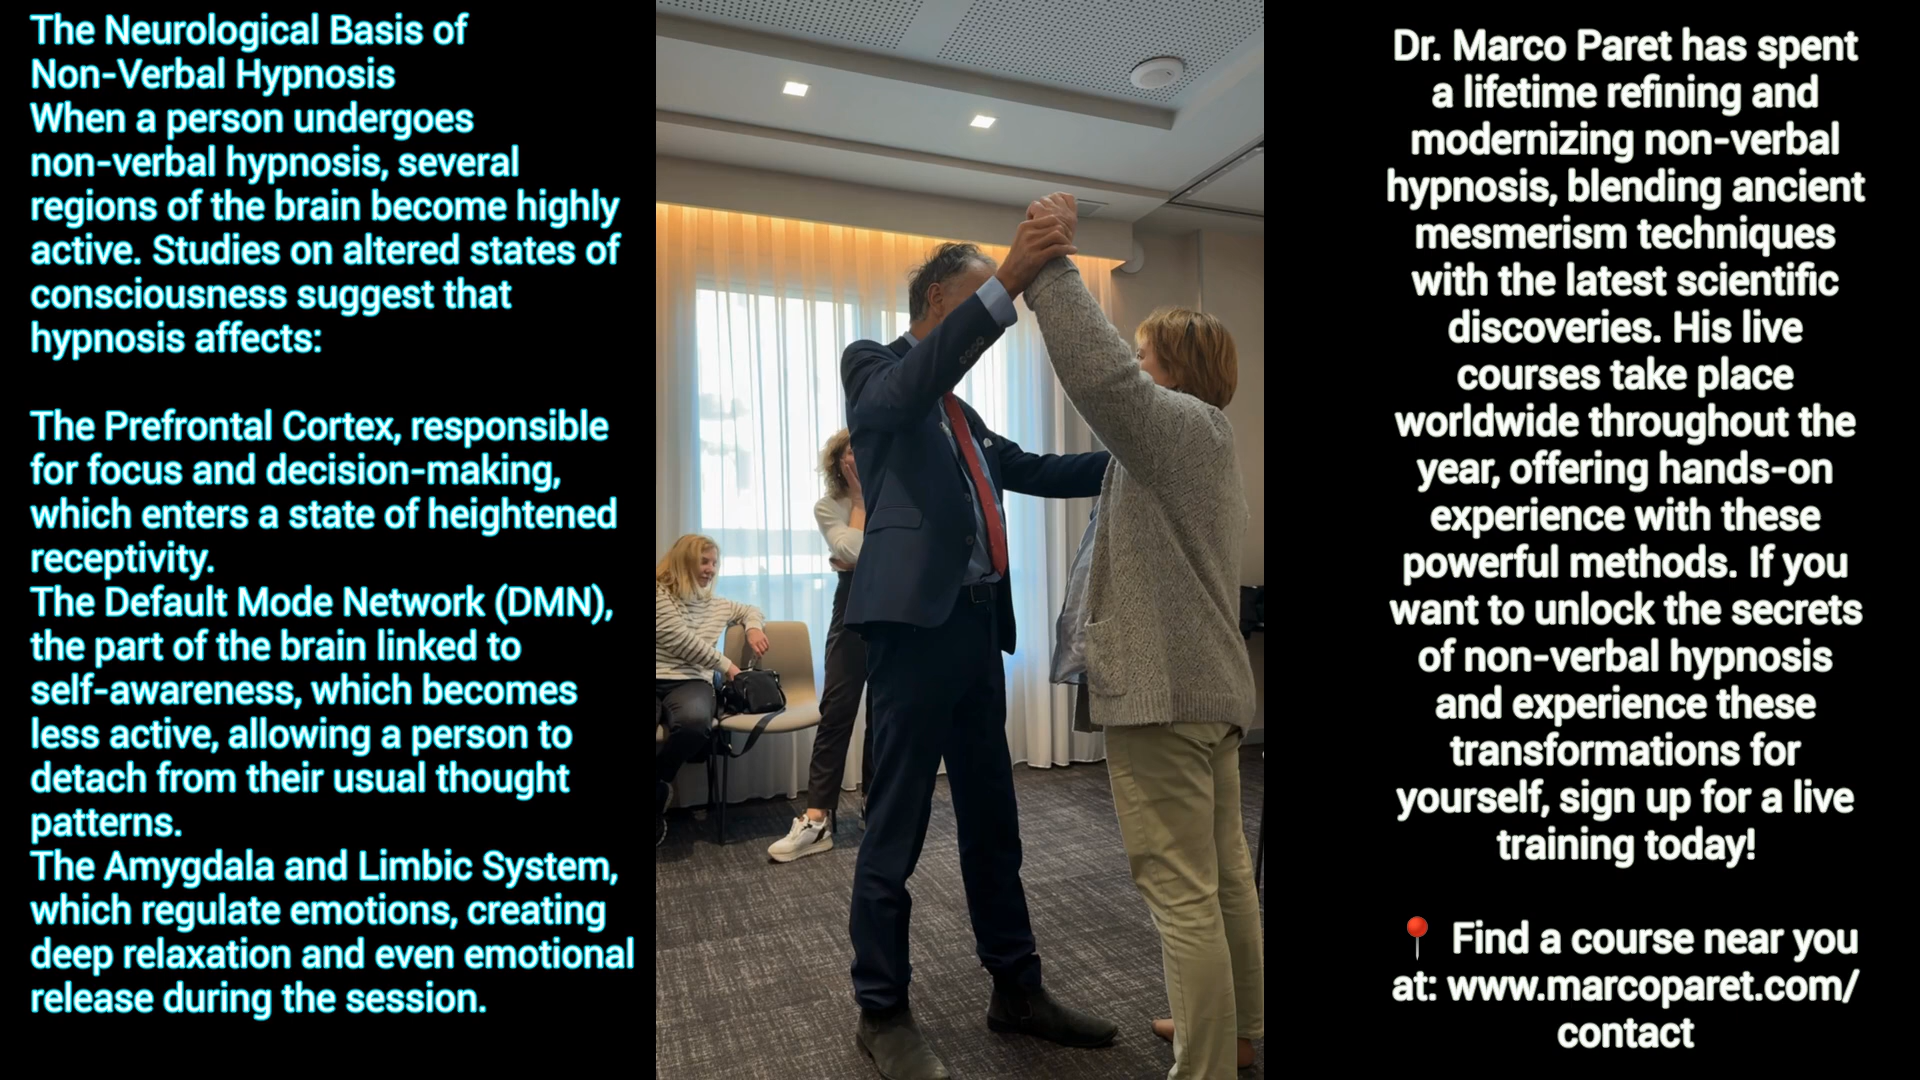 The Neurological Basis of
Non-Verbal Hypnosis
When a person undergoes
non-verbal hypnosis, several
regions of the brain become highly
active. Studies on altered states of
consciousness suggest that
hypnosis affects:
The Prefrontal Cortex, responsible
for focus and decision-making,
which enters a state of heightened
receptivity.
The Default Mode Network (DMN),
the part of the brain linked to
self-awareness, which becomes
less active, allowing a person to
detach from their usual thought
patterns.
The Amygdala and Limbic System,
which regulate emotions, creating
deep relaxation and even emotional
release during the session.
Dr. Marco Paret has spent
a lifetime refining and
modernizing non-verbal
hypnosis, blending ancient
mesmerism techniques
with the latest scientific
discoveries. His live
courses take place
worldwide throughout the
year, offering hands-on
experience with these
powerful methods. If you
want to unlock the secrets
of non-verbal hypnosis
and experience these
transformations for
yourself, sign up for a live
training today!
📍 Find a course near you
at: www.marcoparet.com/
contact